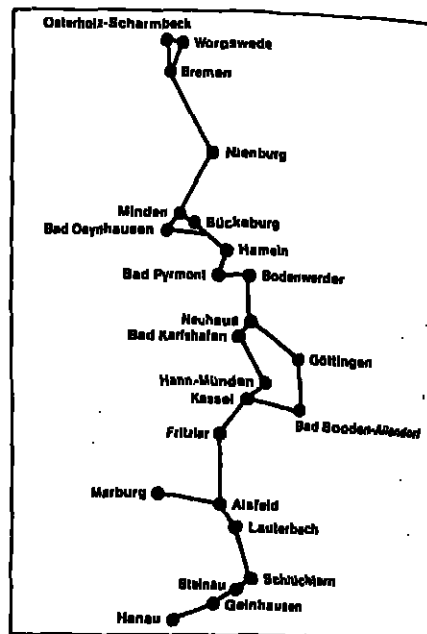 Osterholz-Scharmbeck
Worpswede
Bremen
Nienburg
Minden
Bückeburg
Bad Oeynhausen
Hameln
Bad Pyrmont
Bodenwerder
Neuhaus
Bad Karlshafen
Göttingen
Hann.-Münden
Kassel
Bad Sooden-Allendorf
Fritzlar
Marburg
Alsfeld
Lauterbach
Schlüchtern
Steinau
Gelnhausen
Hanau